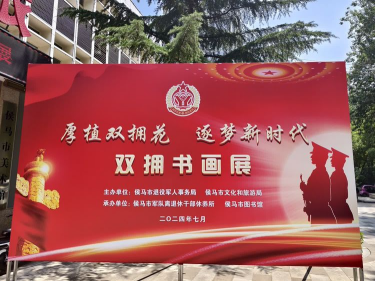 厚植双拥花 逐梦新时代
双拥书画展
主办单位：侯马市退役军人事务局 侯马市文化和旅游局
承办单位：侯马市军队离退休干部休养所 侯马市图书馆
二〇二四年七月
展